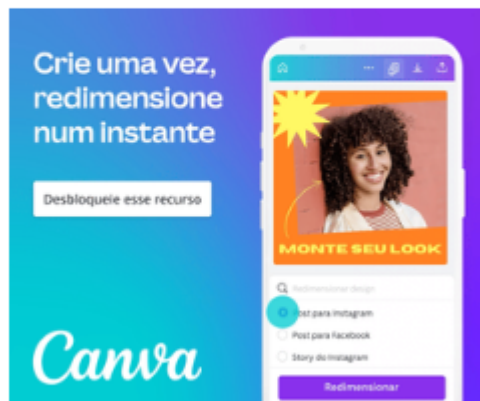 Crie uma vez,
redimensione
num instante
Desbloqueie esse recurso
Canva
MONTE SEU LOOK
Redimensionar design
Post para Instagram
Post para Facebook
Story do Instagram
Redimensionar